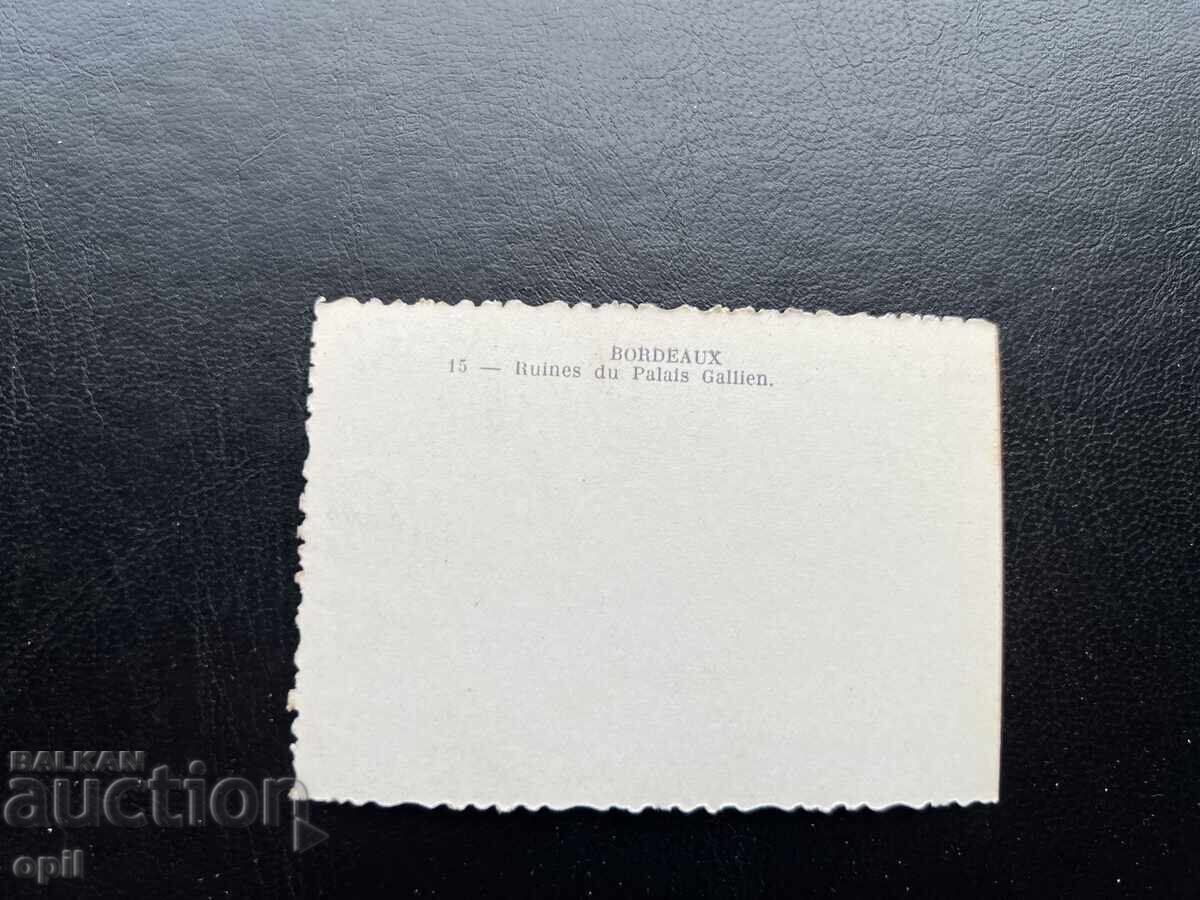 BORDEAUX
15 — Ruines du Palais Gallien.
BALKAN
auction
opil